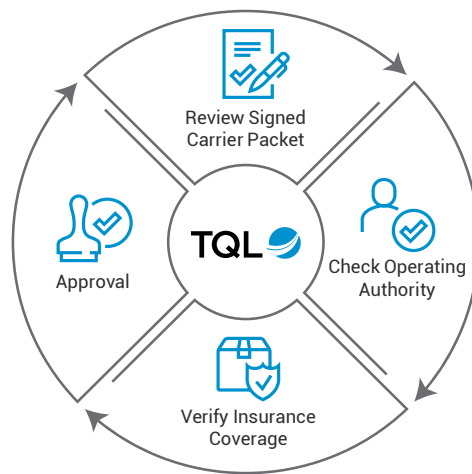 Review Signed
Carrier Packet
TQL
Check Operating
Authority
Approval
Verify Insurance
Coverage